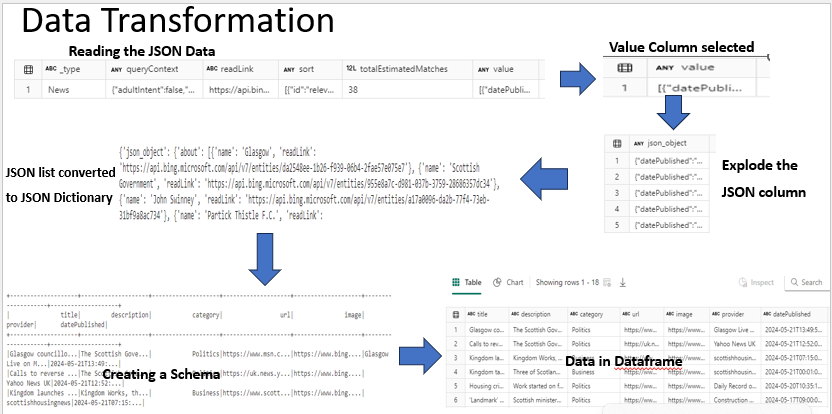 Data Transformation
Reading the JSON Data
ABC _type ANY queryContext ABC readLink ANY sort 12L totalEstimatedMatches ANY value
1 News {"adultIntent":false,"... https://api.bin... [{"id":"relev... 38 [{"datePubli...
Value Column selected
ANY value
1 [{"datePubli...
ANY json_object
1 {"datePublished":"...
2 {"datePublished":"...
3 {"datePublished":"...
4 {"datePublished":"...
5 {"datePublished":"...
Explode the
JSON column
JSON list converted
to JSON Dictionary
{'json_object': {'about': [{'name': 'Glasgow', 'readLink':
'https://api.bing.microsoft.com/api/v7/entities/da2548ee-1b26-f939-06b4-2fae57e075e7'}, {'name': 'Scottish
Government', 'readLink': 'https://api.bing.microsoft.com/api/v7/entities/955e8a7c-d981-037b-3759-28686357dc34'},
{'name': 'John Swinney', 'readLink': 'https://api.bing.microsoft.com/api/v7/entities/a17a0096-da2b-77f4-73eb-
31bf9a8ac734'}, {'name': 'Partick Thistle F.C.', 'readLink':
| title| description| category| url| image|
provider| datePublished|
|Glasgow councillo...|The Scottish Gove...| Politics|https://www.msn.c...|https://www.bing....|Glasgow
Live on M...|2024-05-21T13:49:...|
|Calls to reverse ...|The Scottish Gove...| Politics|https://uk.news.y...|https://www.bing....|
Yahoo News UK|2024-05-21T12:52:...|
|Kingdom launches ...|Kingdom Works, th...| Business|https://www.scott...|https://www.bing....|
scottishhousingnews|2024-05-21T07:15:...|
Creating a Schema
Table Chart Showing rows 1 - 18 Inspect Search
ABC title ABC description ABC category ABC url ABC image ABC provider ABC datePublished
1 Glasgow co... The Scottish Gov... Politics https://ww... https://www... Glasgow Live ... 2024-05-21T13:49:5...
2 Calls to rev... The Scottish Gov... Politics https://uk.n... https://www... Yahoo News UK 2024-05-21T12:52:0...
3 Kingdom la... Kingdom Works, ... Business https://ww... https://www... scottishhousin... 2024-05-21T07:15:0...
4 Kingdom ta... Three of Scotlan... Business https://ww... https://www... scottishhousin... 2024-05-21T00:01:0...
5 Housing cri... Work started on f... Politics https://ww... https://www... Daily Record o... 2024-05-20T10:35:1...
6 'Landmark' ... Scottish minister... Politics https://ww... https://www... Construction ... 2024-05-17T09:00:0...
Data in Dataframe